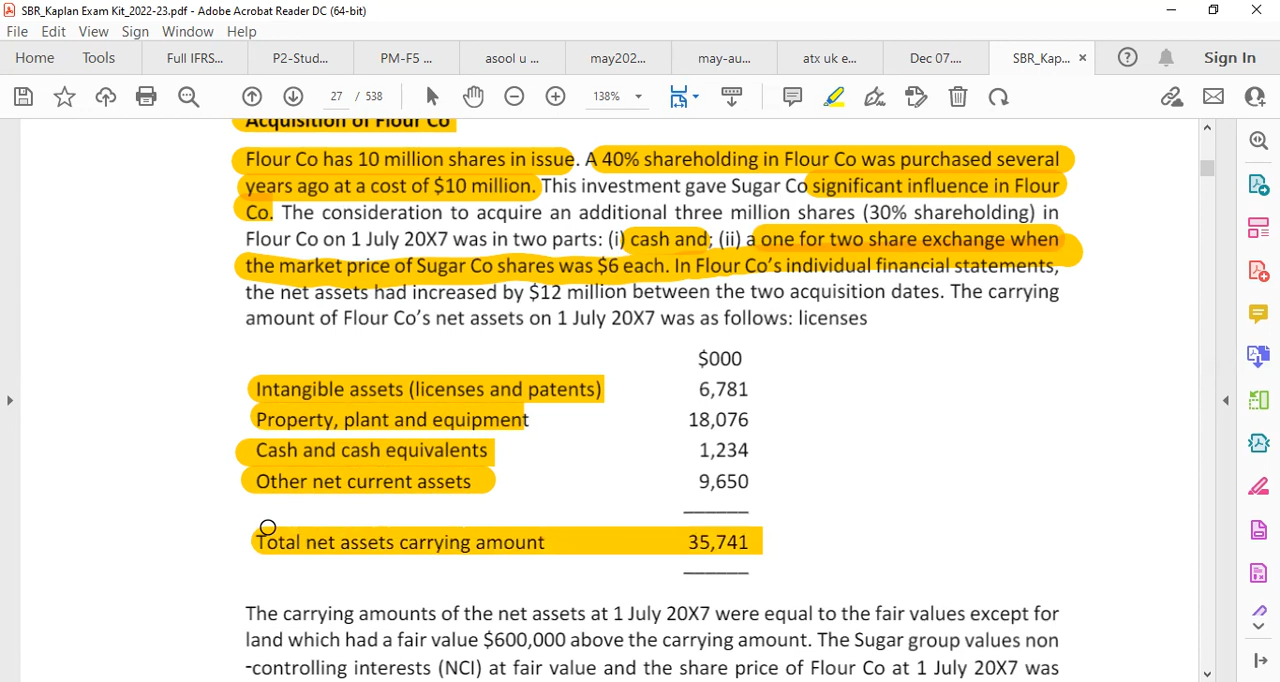 SBR_Kaplan Exam Kit_2022-23.pdf - Adobe Acrobat Reader DC (64-bit)
File Edit View Sign Window Help
Home Tools Full IFRS... P2-Stud... PM-F5 ... asool u ... may202... may-au... atx uk e... Dec 07.... SBR_Kap... × Sign In
27 / 538 138%
Acquisition of Flour Co
Flour Co has 10 million shares in issue. A 40% shareholding in Flour Co was purchased several
years ago at a cost of $10 million. This investment gave Sugar Co significant influence in Flour
Co. The consideration to acquire an additional three million shares (30% shareholding) in
Flour Co on 1 July 20X7 was in two parts: (i) cash and; (ii) a one for two share exchange when
the market price of Sugar Co shares was $6 each. In Flour Co's individual financial statements,
the net assets had increased by $12 million between the two acquisition dates. The carrying
amount of Flour Co's net assets on 1 July 20X7 was as follows: licenses
$000
Intangible assets (licenses and patents) 6,781
Property, plant and equipment 18,076
Cash and cash equivalents 1,234
Other net current assets 9,650
Total net assets carrying amount 35,741
The carrying amounts of the net assets at 1 July 20X7 were equal to the fair values except for
land which had a fair value $600,000 above the carrying amount. The Sugar group values non
-controlling interests (NCI) at fair value and the share price of Flour Co at 1 July 20X7 was